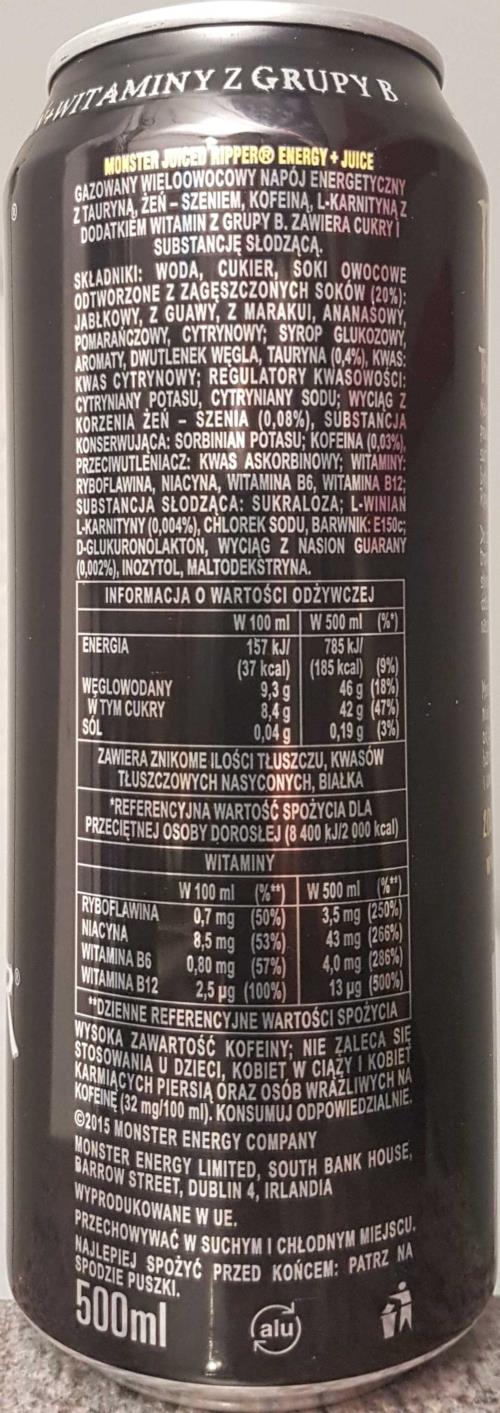 +WITAMINY Z GRUPY B
MONSTER JUICED RIPPER® ENERGY + JUICE
GAZOWANY WIELOOWOCOWY NAPÓJ ENERGETYCZNY
Z TAURYNĄ, ŻEŃ – SZENIEM, KOFEINĄ, L-KARNITYNĄ Z
DODATKIEM WITAMIN Z GRUPY B. ZAWIERA CUKRY I
SUBSTANCJĘ SŁODZĄCĄ.
SKŁADNIKI: WODA, CUKIER, SOKI OWOCOWE
ODTWORZONE Z ZAGĘSZCZONYCH SOKÓW (20%):
JABŁKOWY, Z GUAWY, Z MARAKUI, ANANASOWY,
POMARAŃCZOWY, CYTRYNOWY; SYROP GLUKOZOWY,
AROMATY, DWUTLENEK WĘGLA, TAURYNA (0,4%), KWAS:
KWAS CYTRYNOWY; REGULATORY KWASOWOŚCI:
CYTRYNIANY POTASU, CYTRYNIANY SODU; WYCIĄG Z
KORZENIA ŻEŃ – SZENIA (0,08%), SUBSTANCJA
KONSERWUJĄCA: SORBINIAN POTASU; KOFEINA (0,03%),
PRZECIWUTLENIACZ: KWAS ASKORBINOWY; WITAMINY:
RYBOFLAWINA, NIACYNA, WITAMINA B6, WITAMINA B12;
SUBSTANCJA SŁODZĄCA: SUKRALOZA; L-WINIAN
L-KARNITYNY (0,004%), CHLOREK SODU, BARWNIK: E150c;
D-GLUKURONOLAKTON, WYCIĄG Z NASION GUARANY
(0,002%), INOZYTOL, MALTODEKSTRYNA.
INFORMACJA O WARTOŚCI ODŻYWCZEJ
W 100 ml W 500 ml (%*)
ENERGIA 157 kJ/ 785 kJ/
(37 kcal) (185 kcal) (9%)
WĘGLOWODANY 9,3 g 46 g (18%)
W TYM CUKRY 8,4 g 42 g (47%)
SÓL 0,04 g 0,19 g (3%)
ZAWIERA ZNIKOME ILOŚCI TŁUSZCZU, KWASÓW
TŁUSZCZOWYCH NASYCONYCH, BIAŁKA
*REFERENCYJNA WARTOŚĆ SPOŻYCIA DLA
PRZECIĘTNEJ OSOBY DOROSŁEJ (8 400 kJ/2 000 kcal)
WITAMINY
W 100 ml (%**) W 500 ml (%**)
RYBOFLAWINA 0,7 mg (50%) 3,5 mg (250%)
NIACYNA 8,5 mg (53%) 43 mg (266%)
WITAMINA B6 0,80 mg (57%) 4,0 mg (286%)
WITAMINA B12 2,5 µg (100%) 13 µg (500%)
**DZIENNE REFERENCYJNE WARTOŚCI SPOŻYCIA
WYSOKA ZAWARTOŚĆ KOFEINY; NIE ZALECA SIĘ
STOSOWANIA U DZIECI, KOBIET W CIĄŻY I KOBIET
KARMIĄCYCH PIERSIĄ ORAZ OSÓB WRAŻLIWYCH NA
KOFEINĘ (32 mg/100 ml). KONSUMUJ ODPOWIEDZIALNIE.
©2015 MONSTER ENERGY COMPANY
MONSTER ENERGY LIMITED, SOUTH BANK HOUSE,
BARROW STREET, DUBLIN 4, IRLANDIA
WYPRODUKOWANE W UE.
PRZECHOWYWAĆ W SUCHYM I CHŁODNYM MIEJSCU.
NAJLEPIEJ SPOŻYĆ PRZED KOŃCEM: PATRZ NA
SPODZIE PUSZKI.
500ml
alu